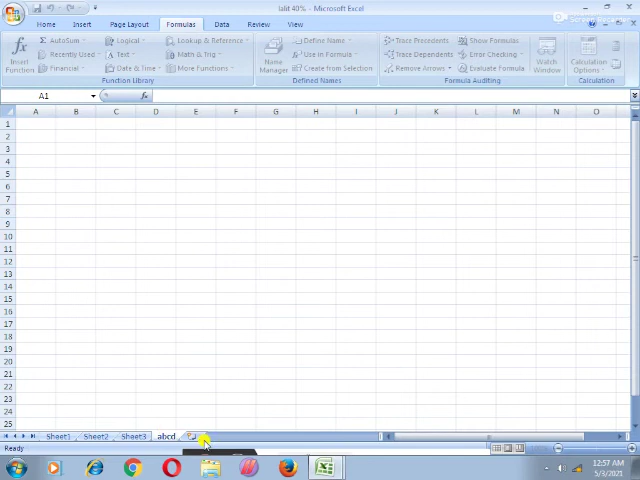 lalit 40% - Microsoft Excel
Home Insert Page Layout Formulas Data Review View
Insert Function
Σ AutoSum
Recently Used
Financial
Logical
Text
Date & Time
Lookup & Reference
Math & Trig
More Functions
Function Library
Name Manager
Define Name
Use in Formula
Create from Selection
Defined Names
Trace Precedents
Trace Dependents
Remove Arrows
Show Formulas
Error Checking
Evaluate Formula
Formula Auditing
Watch Window
Calculation Options
Calculation
A1 fx
A B C D E F G H I J K L M N O
1
2
3
4
5
6
7
8
9
10
11
12
13
14
15
16
17
18
19
20
21
22
23
24
25
Sheet1 Sheet2 Sheet3 abcd
Ready
12:57 AM
5/3/2021